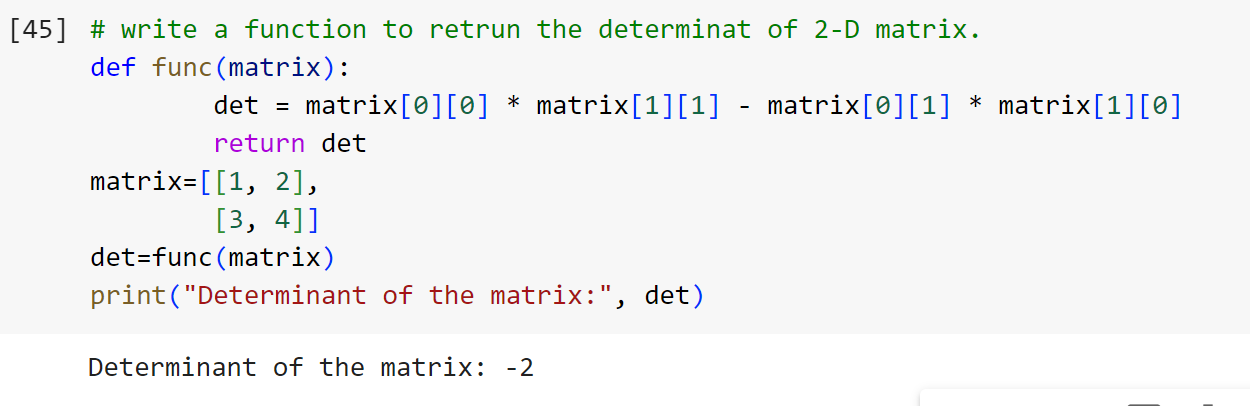 [45] # write a function to retrun the determinat of 2-D matrix.
def func(matrix):
        det = matrix[0][0] * matrix[1][1] - matrix[0][1] * matrix[1][0]
        return det
matrix=[[1, 2],
        [3, 4]]
det=func(matrix)
print("Determinant of the matrix:", det)
Determinant of the matrix: -2